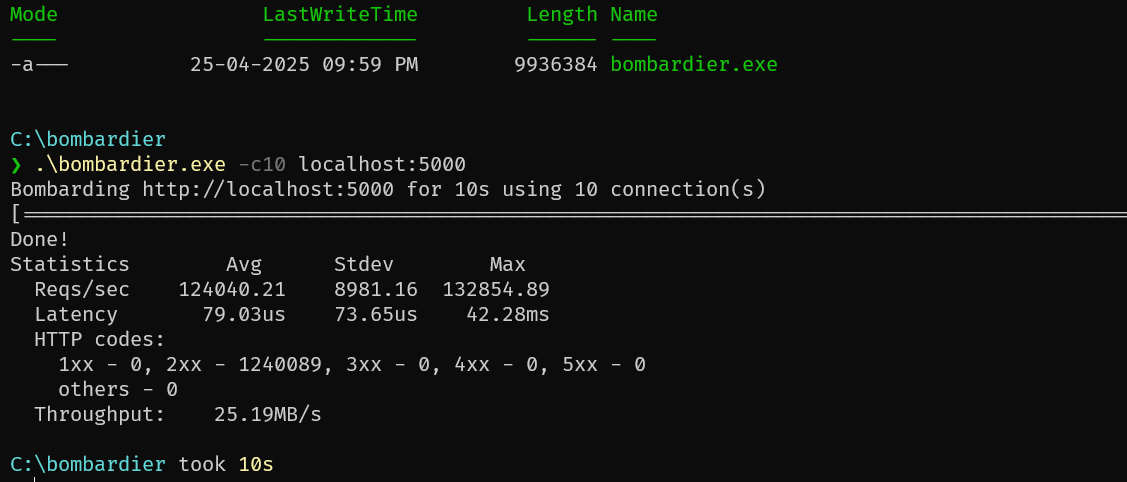 Mode LastWriteTime Length Name
---- ------------- ------ ----
-a--- 25-04-2025 09:59 PM 9936384 bombardier.exe
C:\bombardier
❯ .\bombardier.exe -c10 localhost:5000
Bombarding http://localhost:5000 for 10s using 10 connection(s)
[==========================================================================================
Done!
Statistics Avg Stdev Max
Reqs/sec 124040.21 8981.16 132854.89
Latency 79.03us 73.65us 42.28ms
HTTP codes:
1xx - 0, 2xx - 1240089, 3xx - 0, 4xx - 0, 5xx - 0
others - 0
Throughput: 25.19MB/s
C:\bombardier took 10s